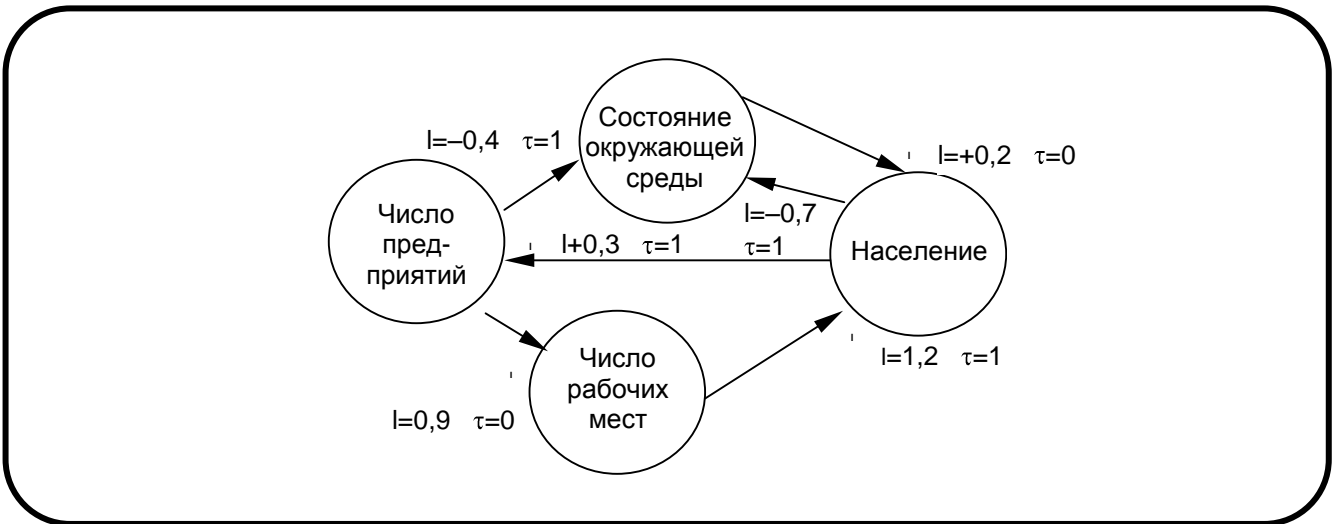 Состояние
окружающей
среды
l=–0,4 τ=1
l=+0,2 τ=0
l=–0,7
τ=1
Число
пред-
приятий
l+0,3 τ=1
Население
l=1,2 τ=1
Число
рабочих
мест
l=0,9 τ=0